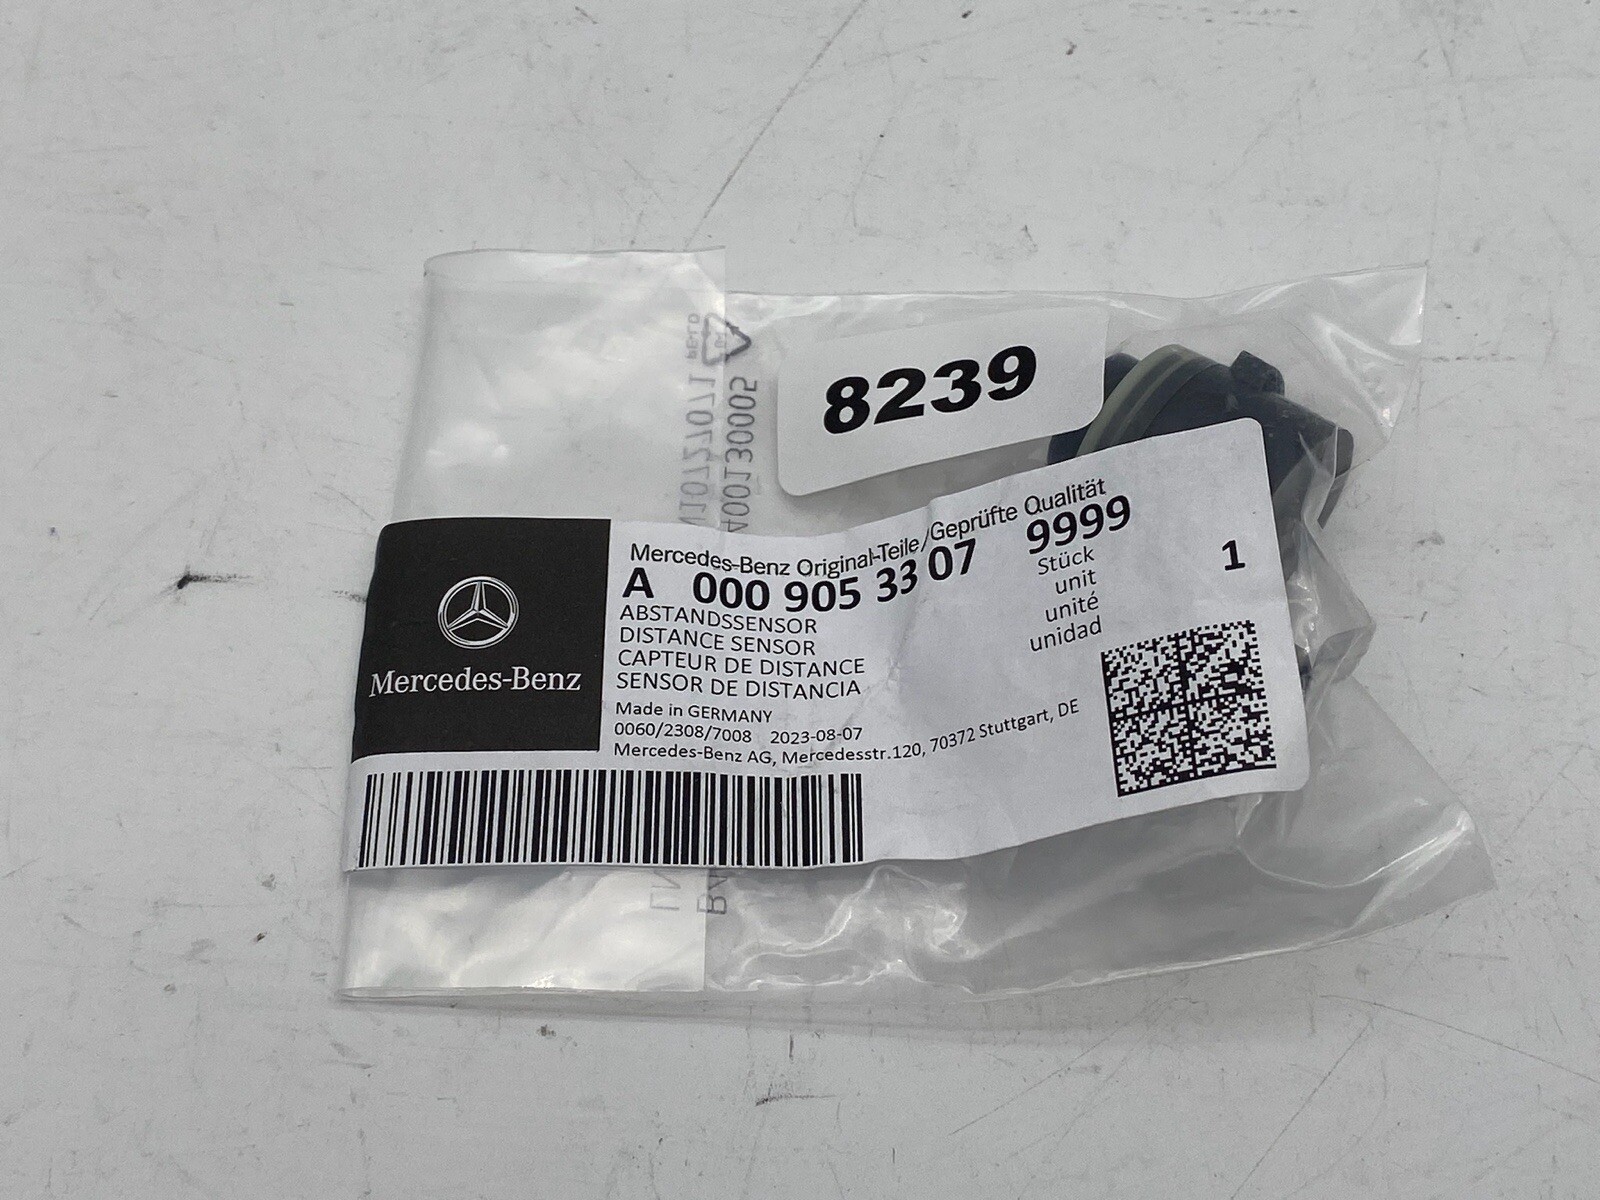 8239
Mercedes-Benz
Mercedes-Benz Original-Teile/Geprüfte Qualität
A 000 905 33 07 9999
ABSTANDSSENSOR
DISTANCE SENSOR
CAPTEUR DE DISTANCE
SENSOR DE DISTANCIA
Stück
unit
unité
unidad
1
Made in GERMANY
0060/2308/7008 2023-08-07
Mercedes-Benz AG, Mercedesstr.120, 70372 Stuttgart, DE